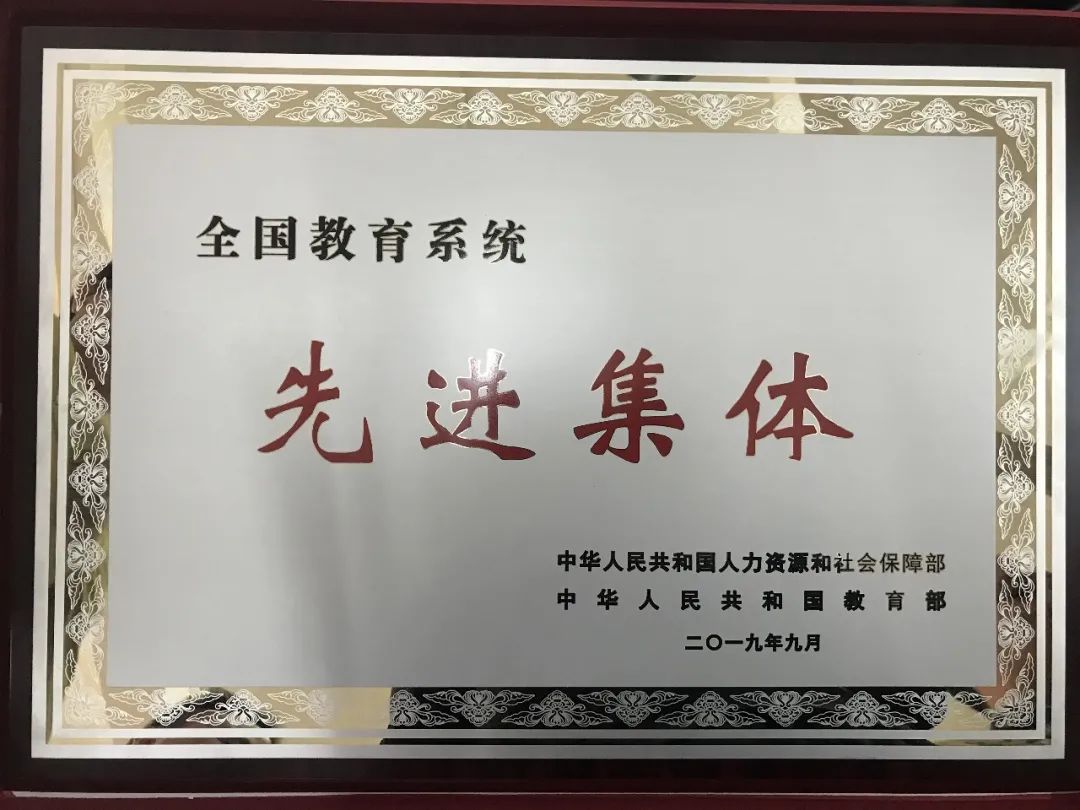 全国教育系统
先进集体
中华人民共和国人力资源和社会保障部
中华人民共和国教育部
二〇一九年九月